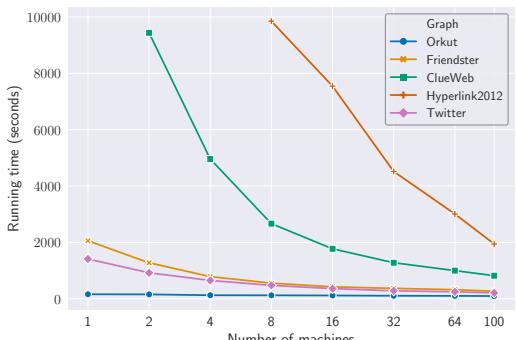 10000
8000
6000
4000
2000
0
Running time (seconds)
Graph
Orkut
Friendster
ClueWeb
Hyperlink2012
Twitter
1 2 4 8 16 32 64 100
Number of machines